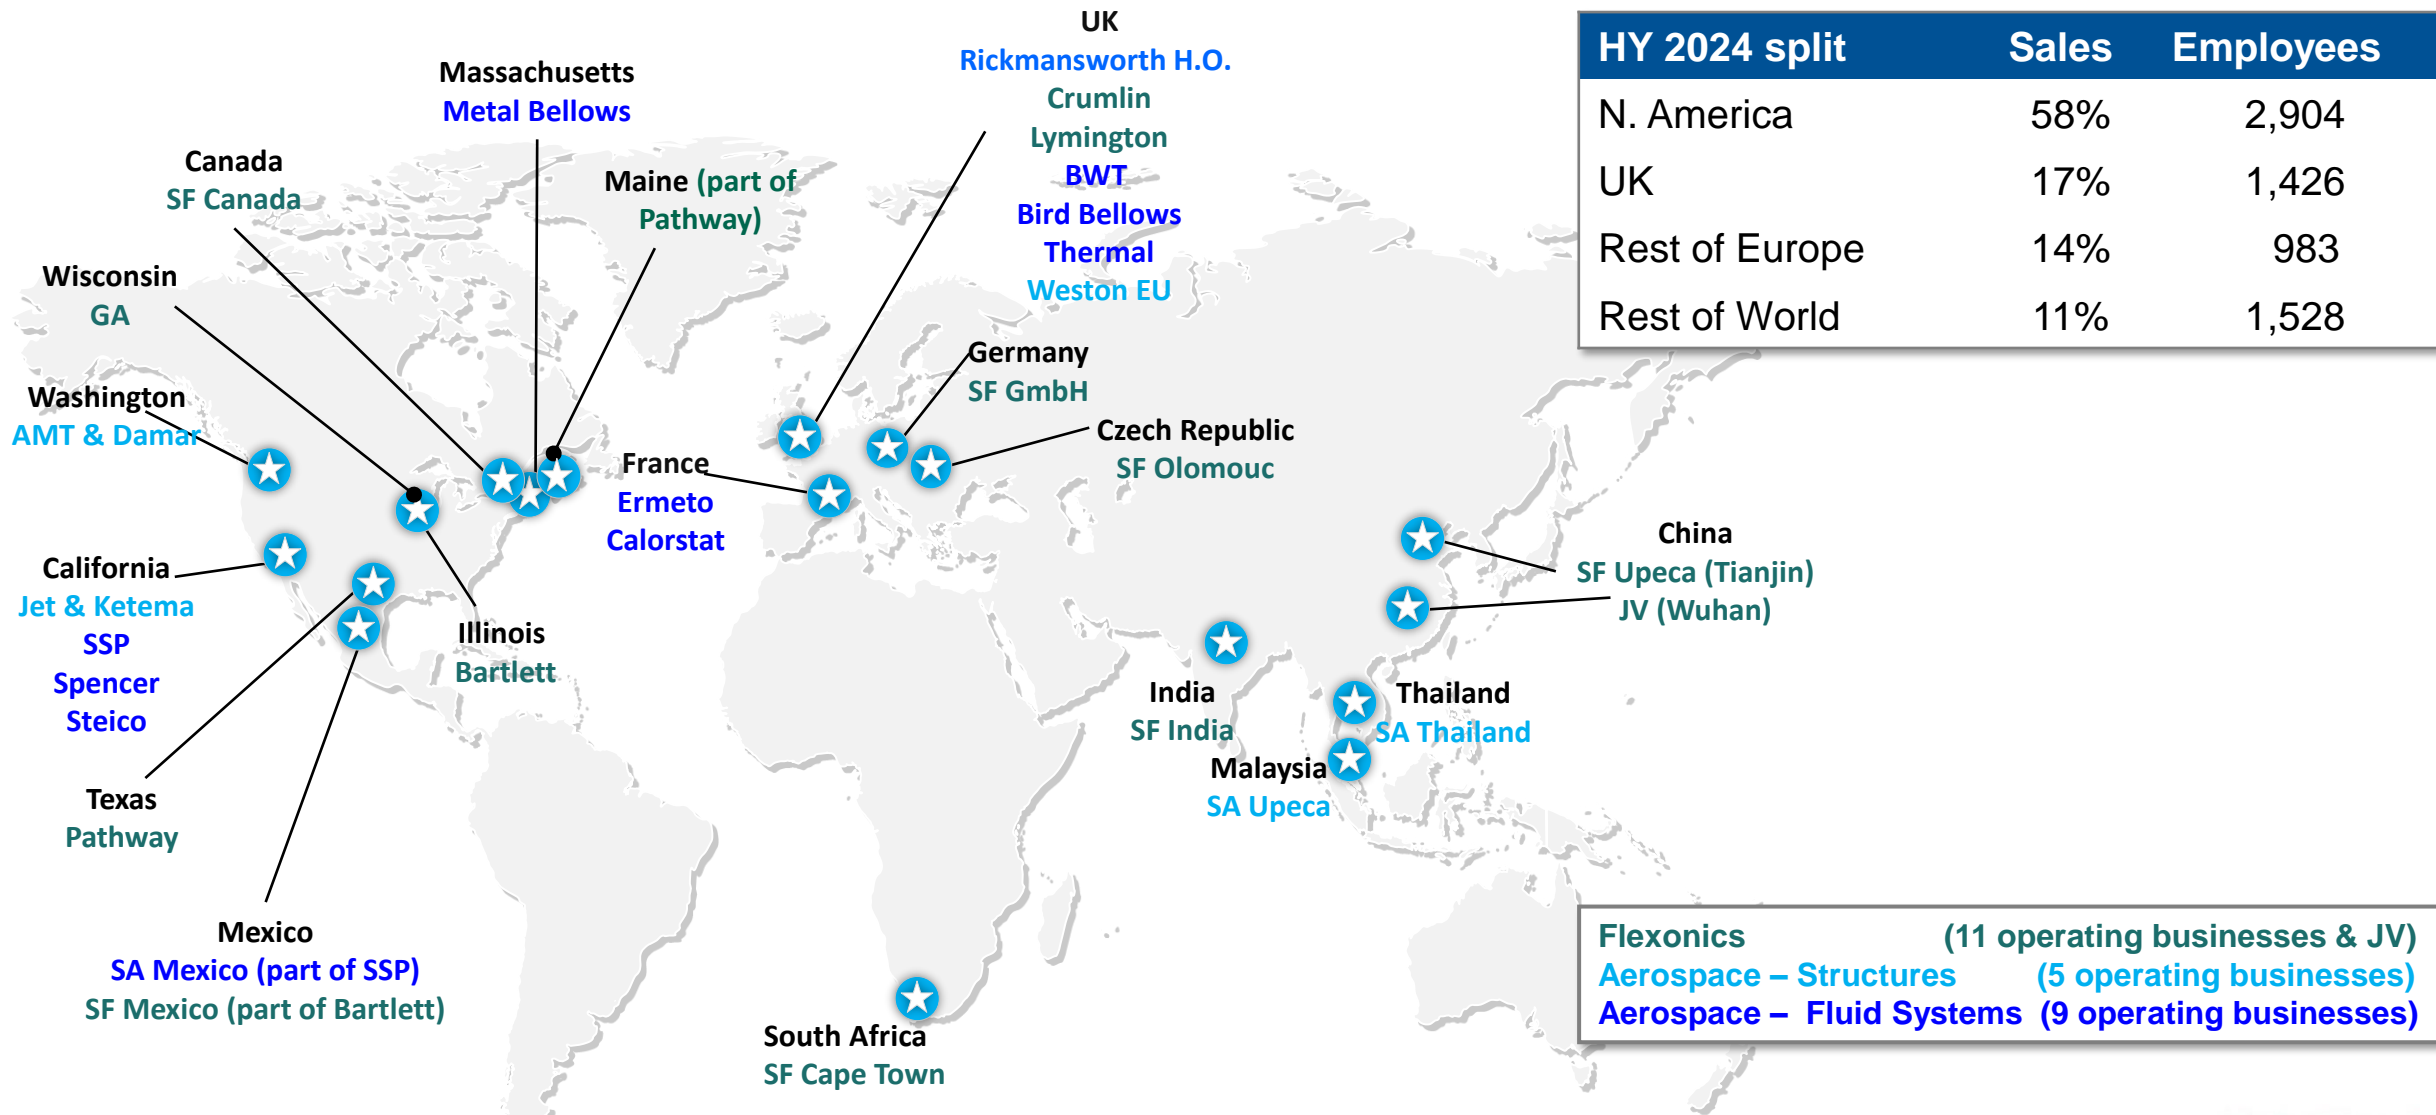 UK
Rickmansworth H.O.
Crumlin
Lymington
BWT
Bird Bellows
Thermal
Weston EU
Massachusetts
Metal Bellows
Canada
SF Canada
Maine (part of
Pathway)
Wisconsin
GA
Washington
AMT & Damar
Germany
SF GmbH
Czech Republic
SF Olomouc
France
Ermeto
Calorstat
California
Jet & Ketema
SSP
Spencer
Steico
Illinois
Bartlett
China
SF Upeca (Tianjin)
JV (Wuhan)
India
SF India
Thailand
SA Thailand
Malaysia
SA Upeca
Texas
Pathway
Mexico
SA Mexico (part of SSP)
SF Mexico (part of Bartlett)
South Africa
SF Cape Town
HY 2024 split Sales Employees
N. America 58% 2,904
UK 17% 1,426
Rest of Europe 14% 983
Rest of World 11% 1,528
Flexonics (11 operating businesses & JV)
Aerospace – Structures (5 operating businesses)
Aerospace – Fluid Systems (9 operating businesses)